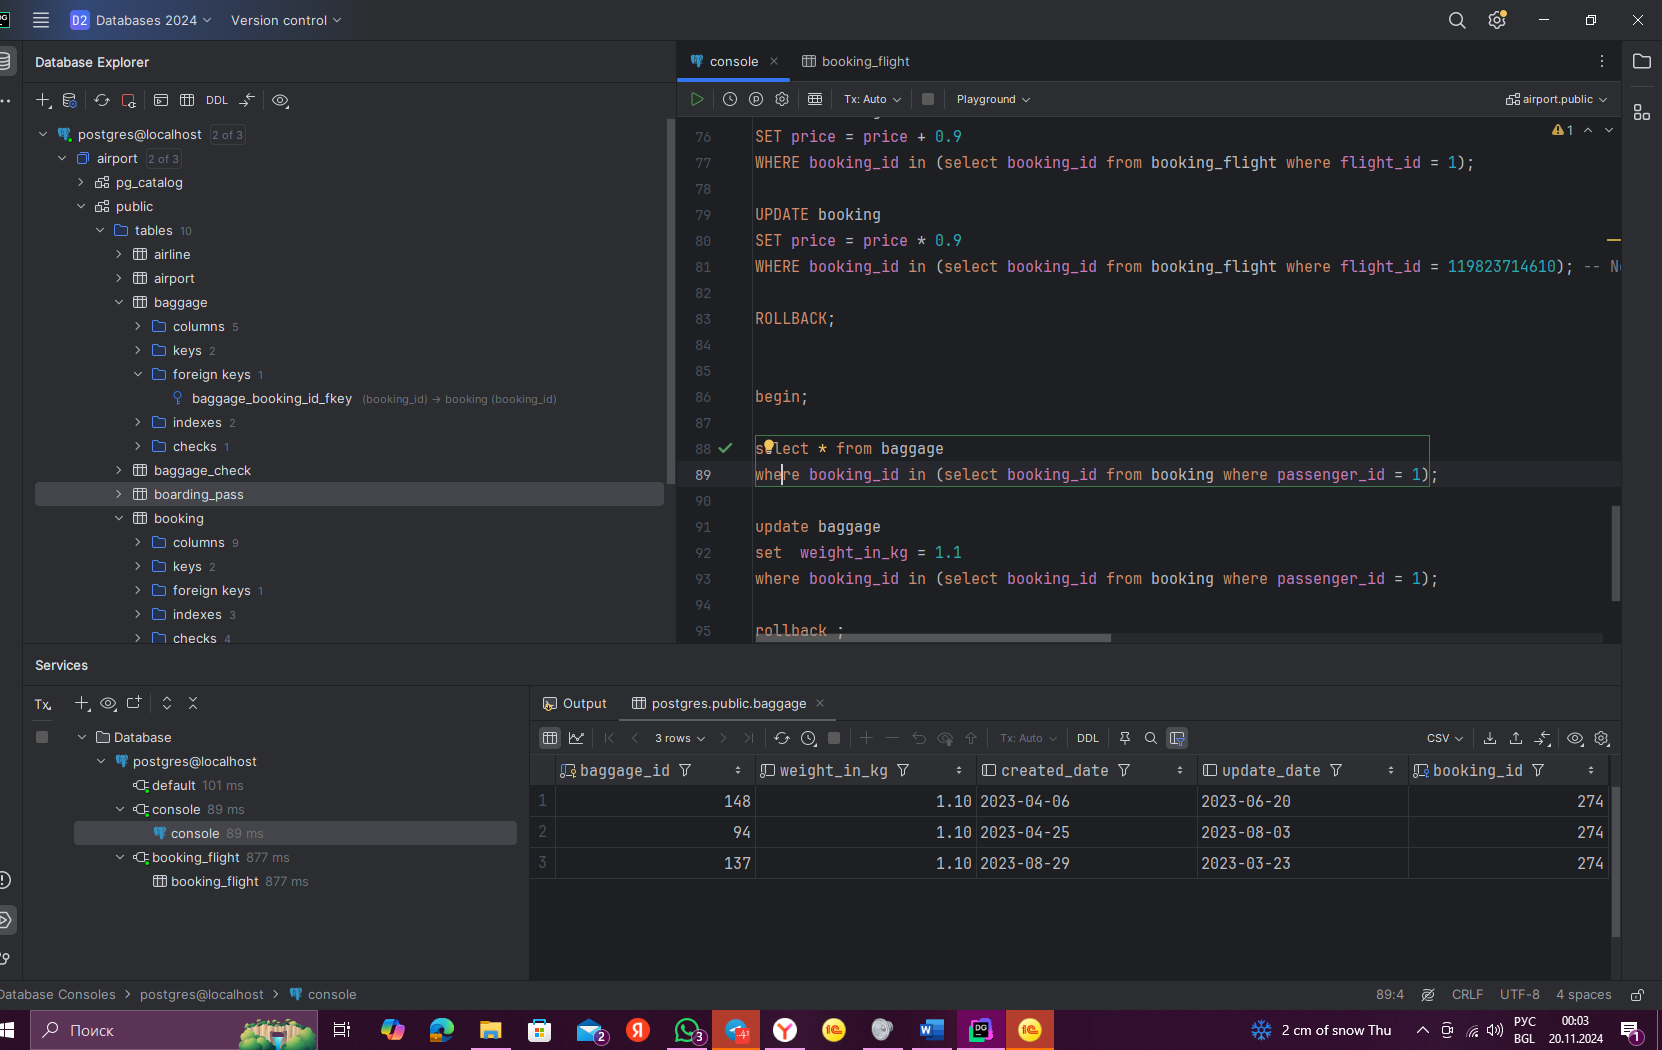 D2 Databases 2024 Version control
Database Explorer
DDL
postgres@localhost 2 of 3
airport 2 of 3
pg_catalog
public
tables 10
airline
airport
baggage
columns 5
keys 2
foreign keys 1
baggage_booking_id_fkey (booking_id) → booking (booking_id)
indexes 2
checks 1
baggage_check
boarding_pass
booking
columns 9
keys 2
foreign keys 1
indexes 3
checks 4
console booking_flight
Tx: Auto Playground airport.public
1
76 SET price = price + 0.9
77 WHERE booking_id in (select booking_id from booking_flight where flight_id = 1);
78
79 UPDATE booking
80 SET price = price * 0.9
81 WHERE booking_id in (select booking_id from booking_flight where flight_id = 119823714610); --
82
83 ROLLBACK;
84
85
86 begin;
87
88 select * from baggage
89 where booking_id in (select booking_id from booking where passenger_id = 1);
90
91 update baggage
92 set  weight_in_kg = 1.1
93 where booking_id in (select booking_id from booking where passenger_id = 1);
94
95 rollback ;
Services
Tx
Database
postgres@localhost
default 101 ms
console 89 ms
console 89 ms
booking_flight 877 ms
booking_flight 877 ms
Output postgres.public.baggage
3 rows Tx: Auto DDL CSV
baggage_id weight_in_kg created_date update_date booking_id
1 148 1.10 2023-04-06 2023-06-20 274
2 94 1.10 2023-04-25 2023-08-03 274
3 137 1.10 2023-08-29 2023-03-23 274
Database Consoles > postgres@localhost > console
89:4 CRLF UTF-8 4 spaces
Поиск
2
Я
3
Y
DG
2 cm of snow Thu
РУС
BGL
00:03
20.11.2024
1